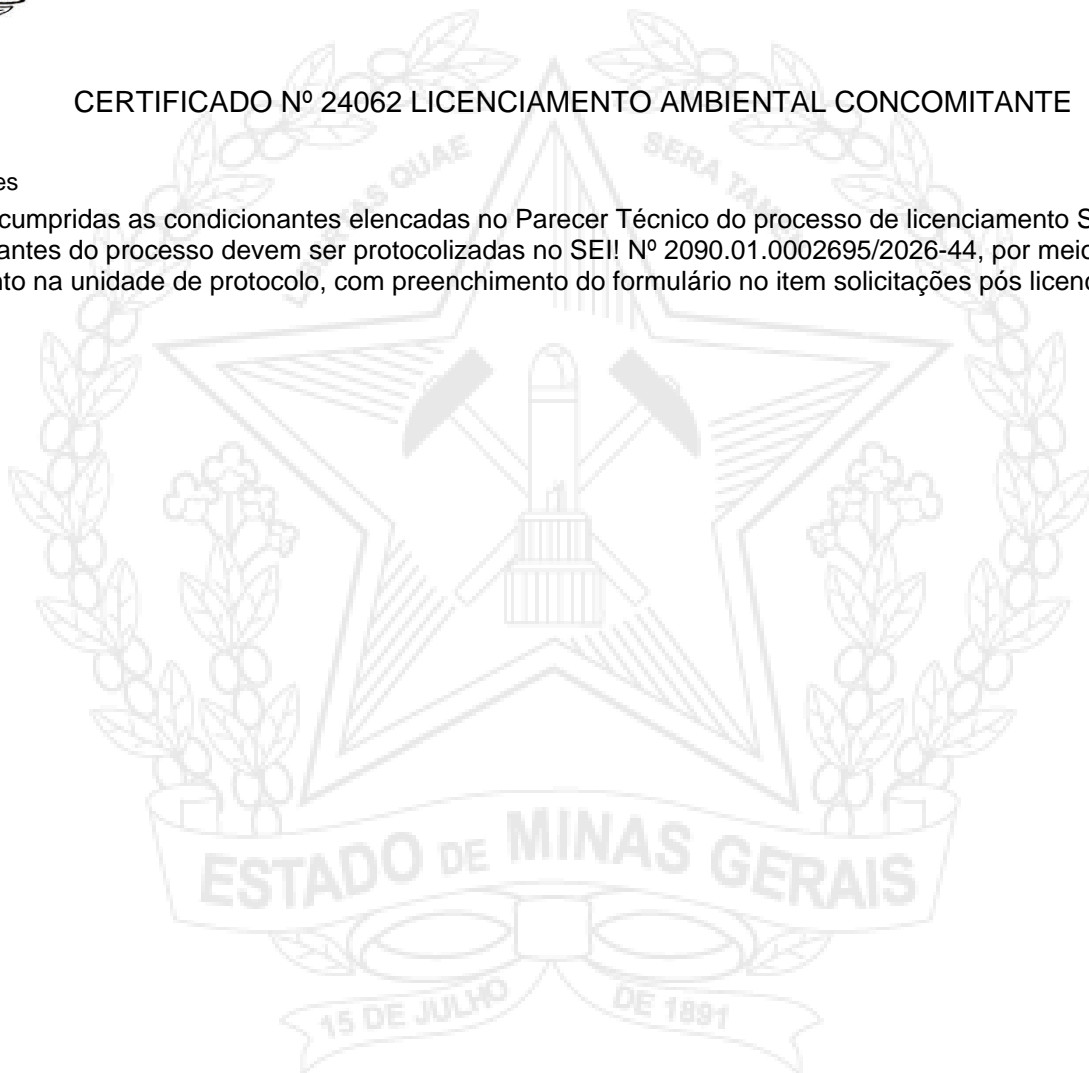 CERTIFICADO Nº 24062 LICENCIAMENTO AMBIENTAL CONCOMITANTE
es
cumpridas as condicionantes elencadas no Parecer Técnico do processo de licenciamento S
antes do processo devem ser protocolizadas no SEI! Nº 2090.01.0002695/2026-44, por meio
nto na unidade de protocolo, com preenchimento do formulário no item solicitações pós licenc
QUAE SERA TAM
ESTADO DE MINAS GERAIS
15 DE JULHO DE 1891